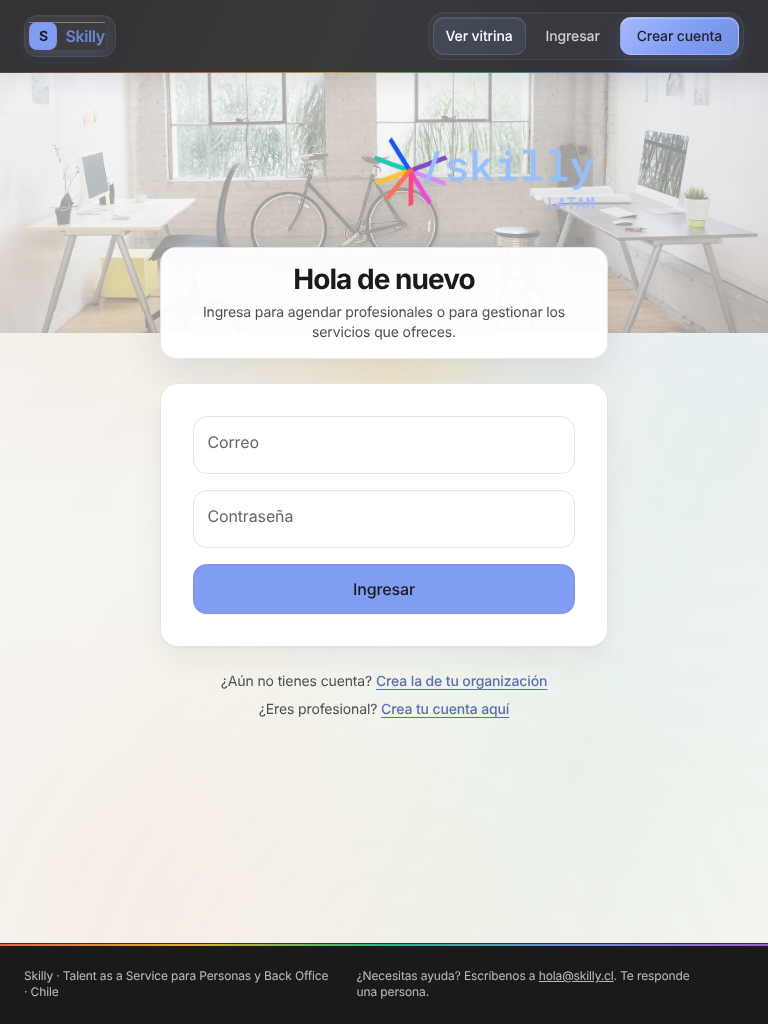 S Skilly
Ver vitrina
Ingresar
Crear cuenta
/skilly
LATAM
Hola de nuevo
Ingresa para agendar profesionales o para gestionar los
servicios que ofreces.
Correo
Contraseña
Ingresar
¿Aún no tienes cuenta? Crea la de tu organización
¿Eres profesional? Crea tu cuenta aquí
Skilly · Talent as a Service para Personas y Back Office
· Chile
¿Necesitas ayuda? Escríbenos a hola@skilly.cl. Te responde
una persona.